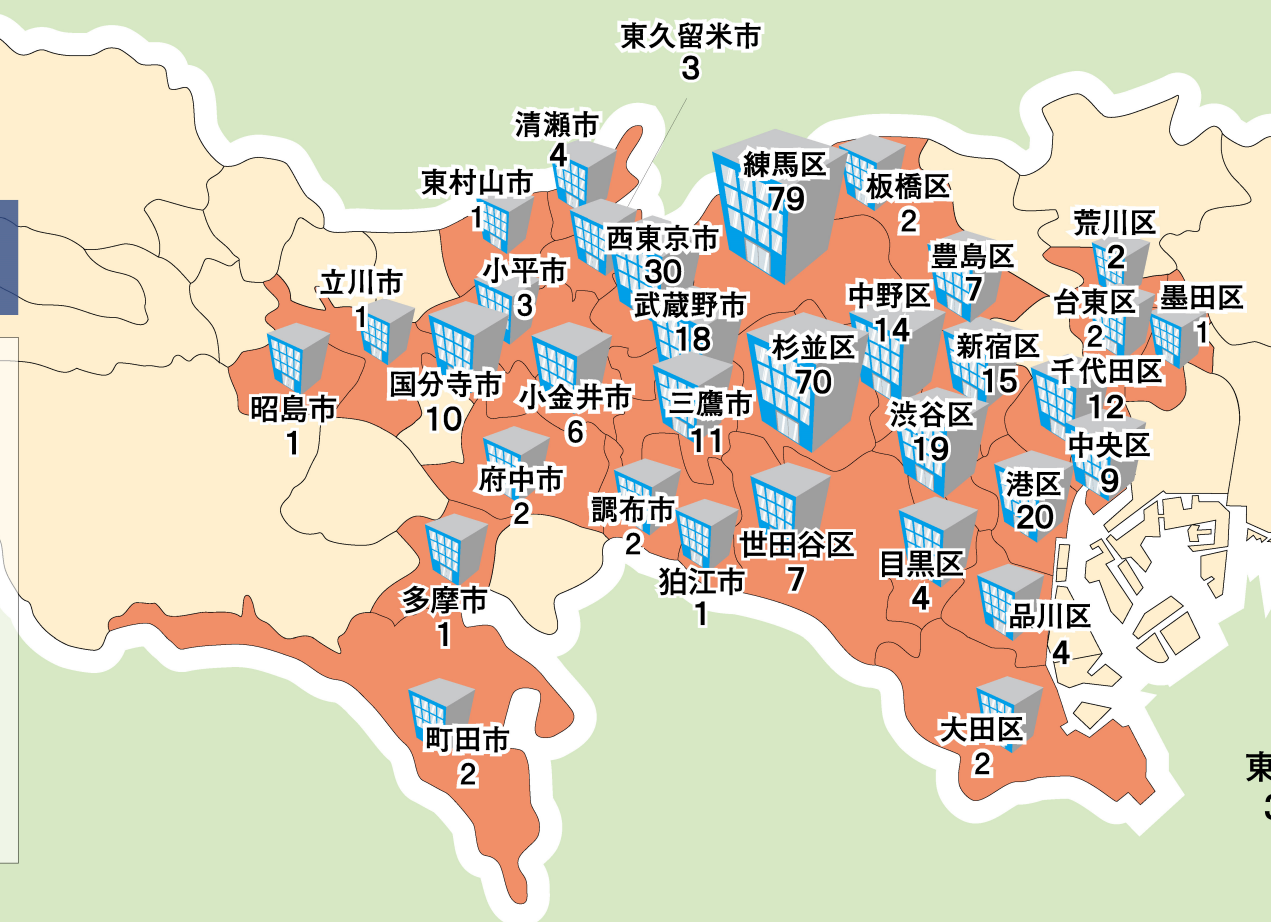 東久留米市
3
清瀬市
4
練馬区
79
板橋区
2
東村山市
1
西東京市
30
荒川区
2
豊島区
7
小平市
3
立川市
1
武蔵野市
18
中野区
14
台東区
2
墨田区
1
杉並区
70
新宿区
15
千代田区
12
国分寺市
10
小金井市
6
三鷹市
11
渋谷区
19
昭島市
1
中央区
9
府中市
2
港区
20
調布市
2
世田谷区
7
目黒区
4
狛江市
1
多摩市
1
品川区
4
町田市
2
大田区
2
東